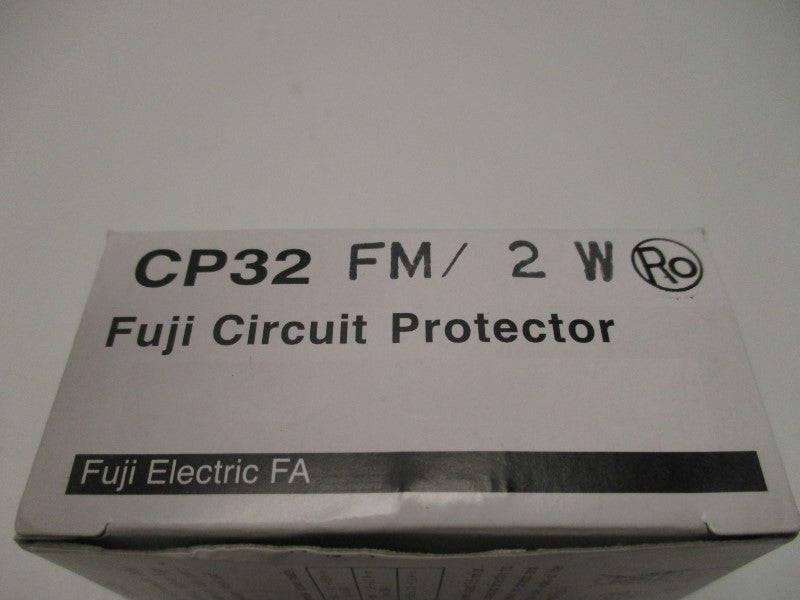 CP32 FM/ 2 W Ro
Fuji Circuit Protector
Fuji Electric FA